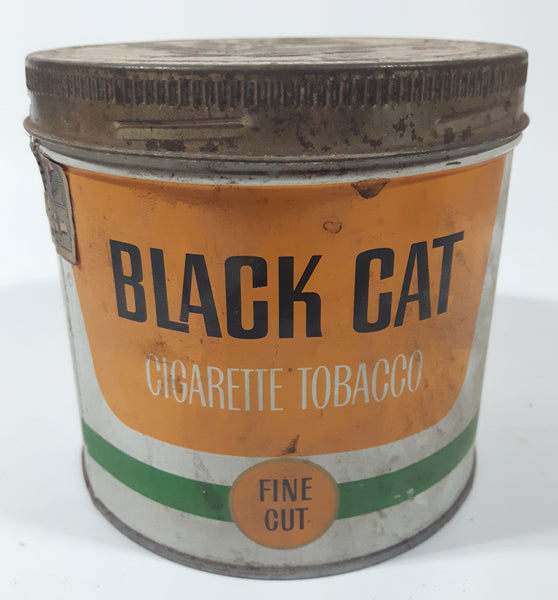 BLACK CAT
CIGARETTE TOBACCO
FINE
CUT